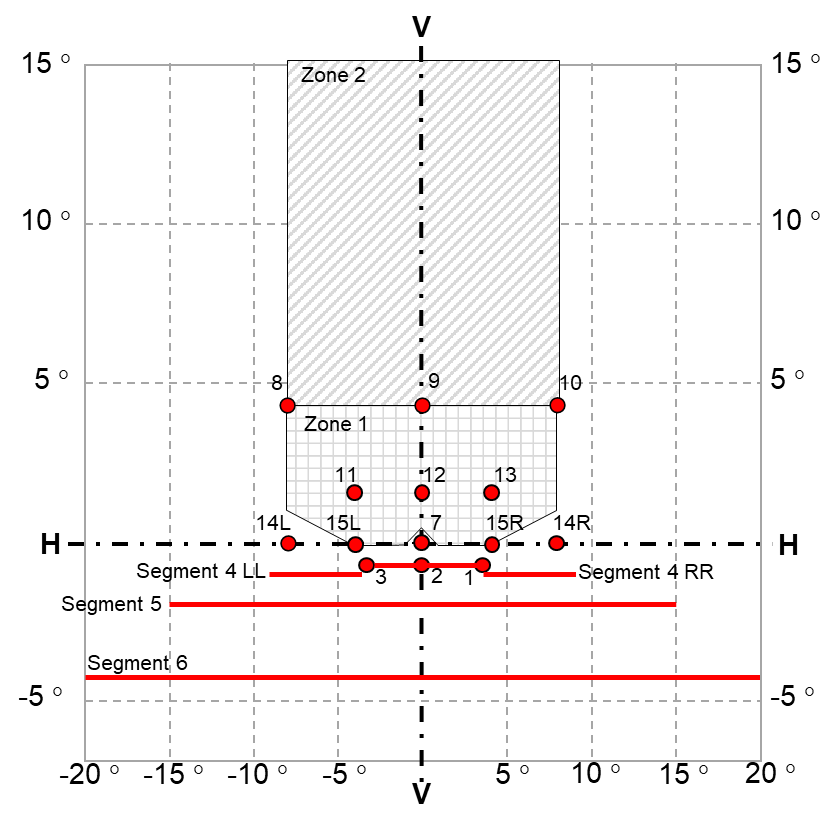 V
15 ° 15 °
Zone 2
10 ° 10 °
5 ° 5 °
8 9 10
Zone 1
11 12 13
14L 15L 7 15R 14R
H H
Segment 4 LL 3 2 1 Segment 4 RR
Segment 5
Segment 6
-5 ° -5 °
-20 ° -15 ° -10 ° -5 ° 5 ° 10 ° 15 ° 20 °
V